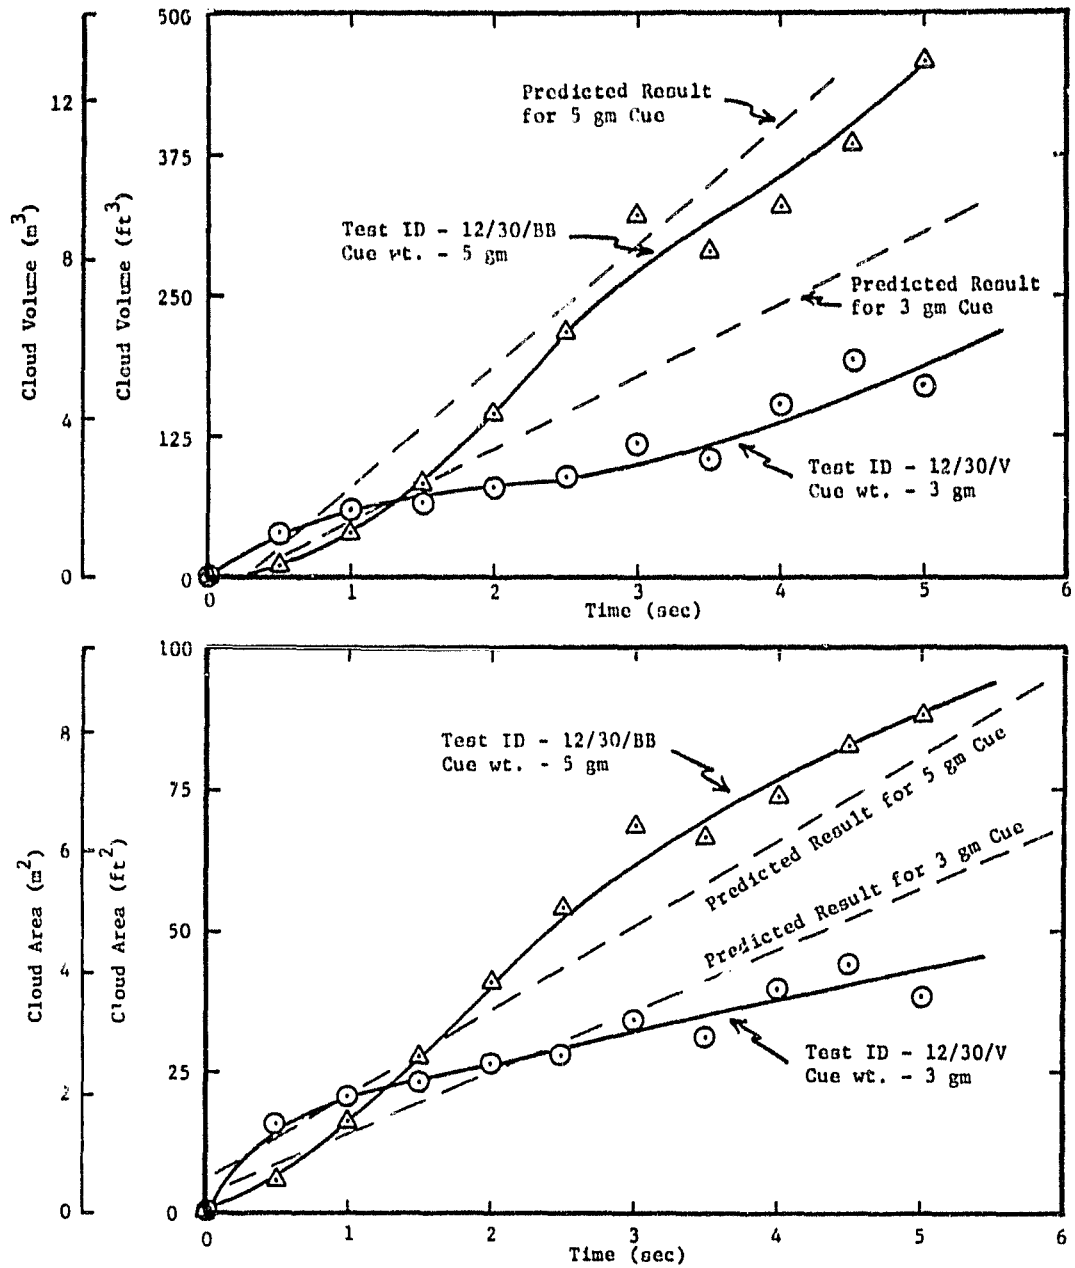 500
375
250
125
0
12
8
4
0
Cloud Volume (m3)
Cloud Volume (ft3)
Predicted Result
for 5 gm Cue
Test ID - 12/30/BB
Cue wt. - 5 gm
Predicted Result
for 3 gm Cue
Test ID - 12/30/V
Cue wt. - 3 gm
0 1 2 3 4 5 6
Time (sec)
100
75
50
25
0
8
6
4
2
0
Cloud Area (m2)
Cloud Area (ft2)
Test ID - 12/30/BB
Cue wt. - 5 gm
Predicted Result for 5 gm Cue
Predicted Result for 3 gm Cue
Test ID - 12/30/V
Cue wt. - 3 gm
0 1 2 3 4 5 6
Time (sec)